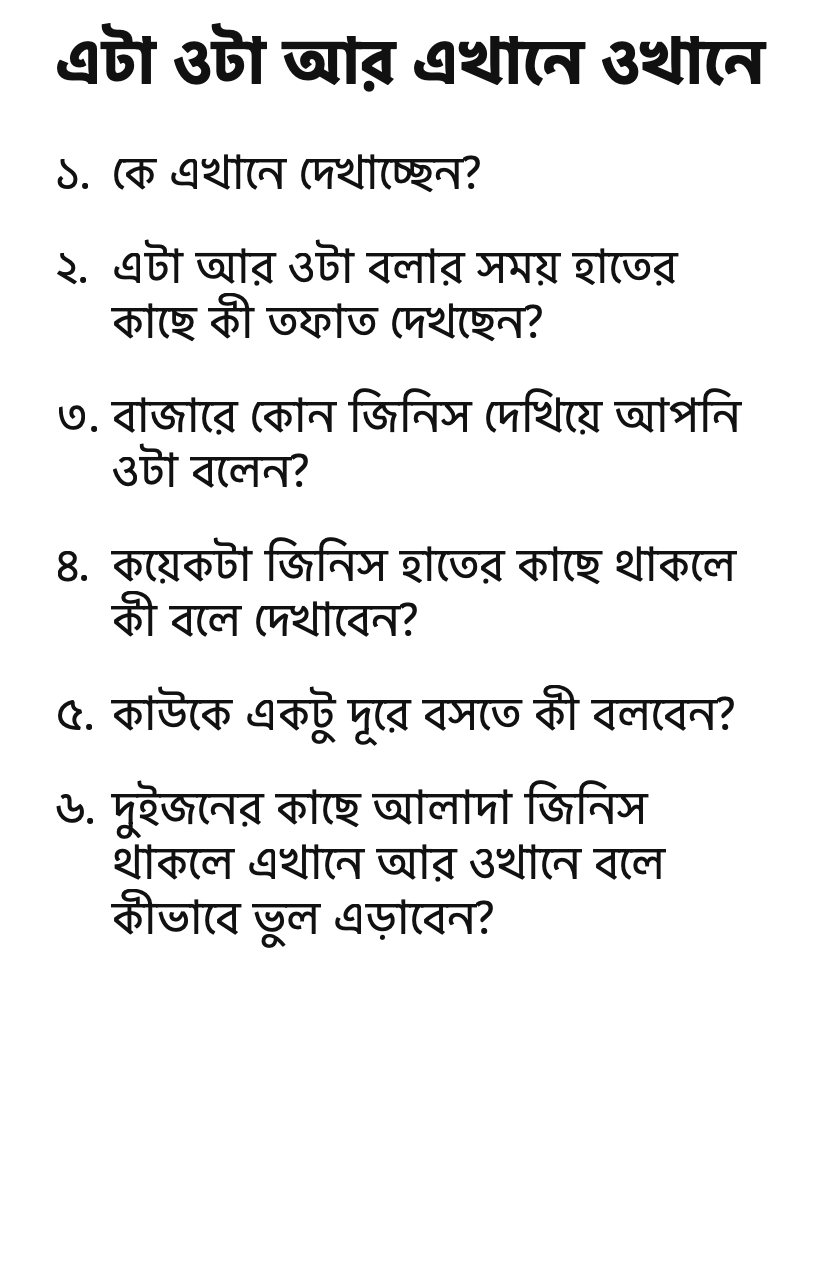 এটা ওটা আর এখানে ওখানে
১. কে এখানে দেখাচ্ছেন?
২. এটা আর ওটা বলার সময় হাতের
কাছে কী তফাত দেখছেন?
৩. বাজারে কোন জিনিস দেখিয়ে আপনি
ওটা বলেন?
৪. কয়েকটা জিনিস হাতের কাছে থাকলে
কী বলে দেখাবেন?
৫. কাউকে একটু দূরে বসতে কী বলবেন?
৬. দুইজনের কাছে আলাদা জিনিস
থাকলে এখানে আর ওখানে বলে
কীভাবে ভুল এড়াবেন?